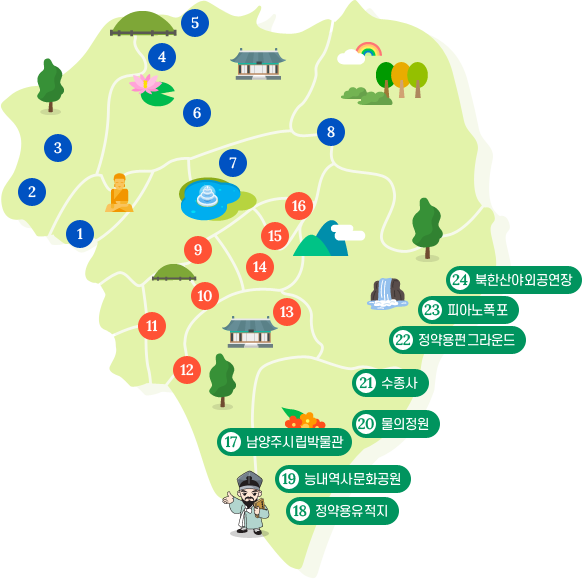 5
4
6
3
8
7
2
16
1
15
9
14
24 북한산야외공연장
10
23 피아노폭포
13
11
22 정약용펀그라운드
12
21 수종사
20 물의정원
17 남양주시립박물관
19 능내역사문화공원
18 정약용유적지